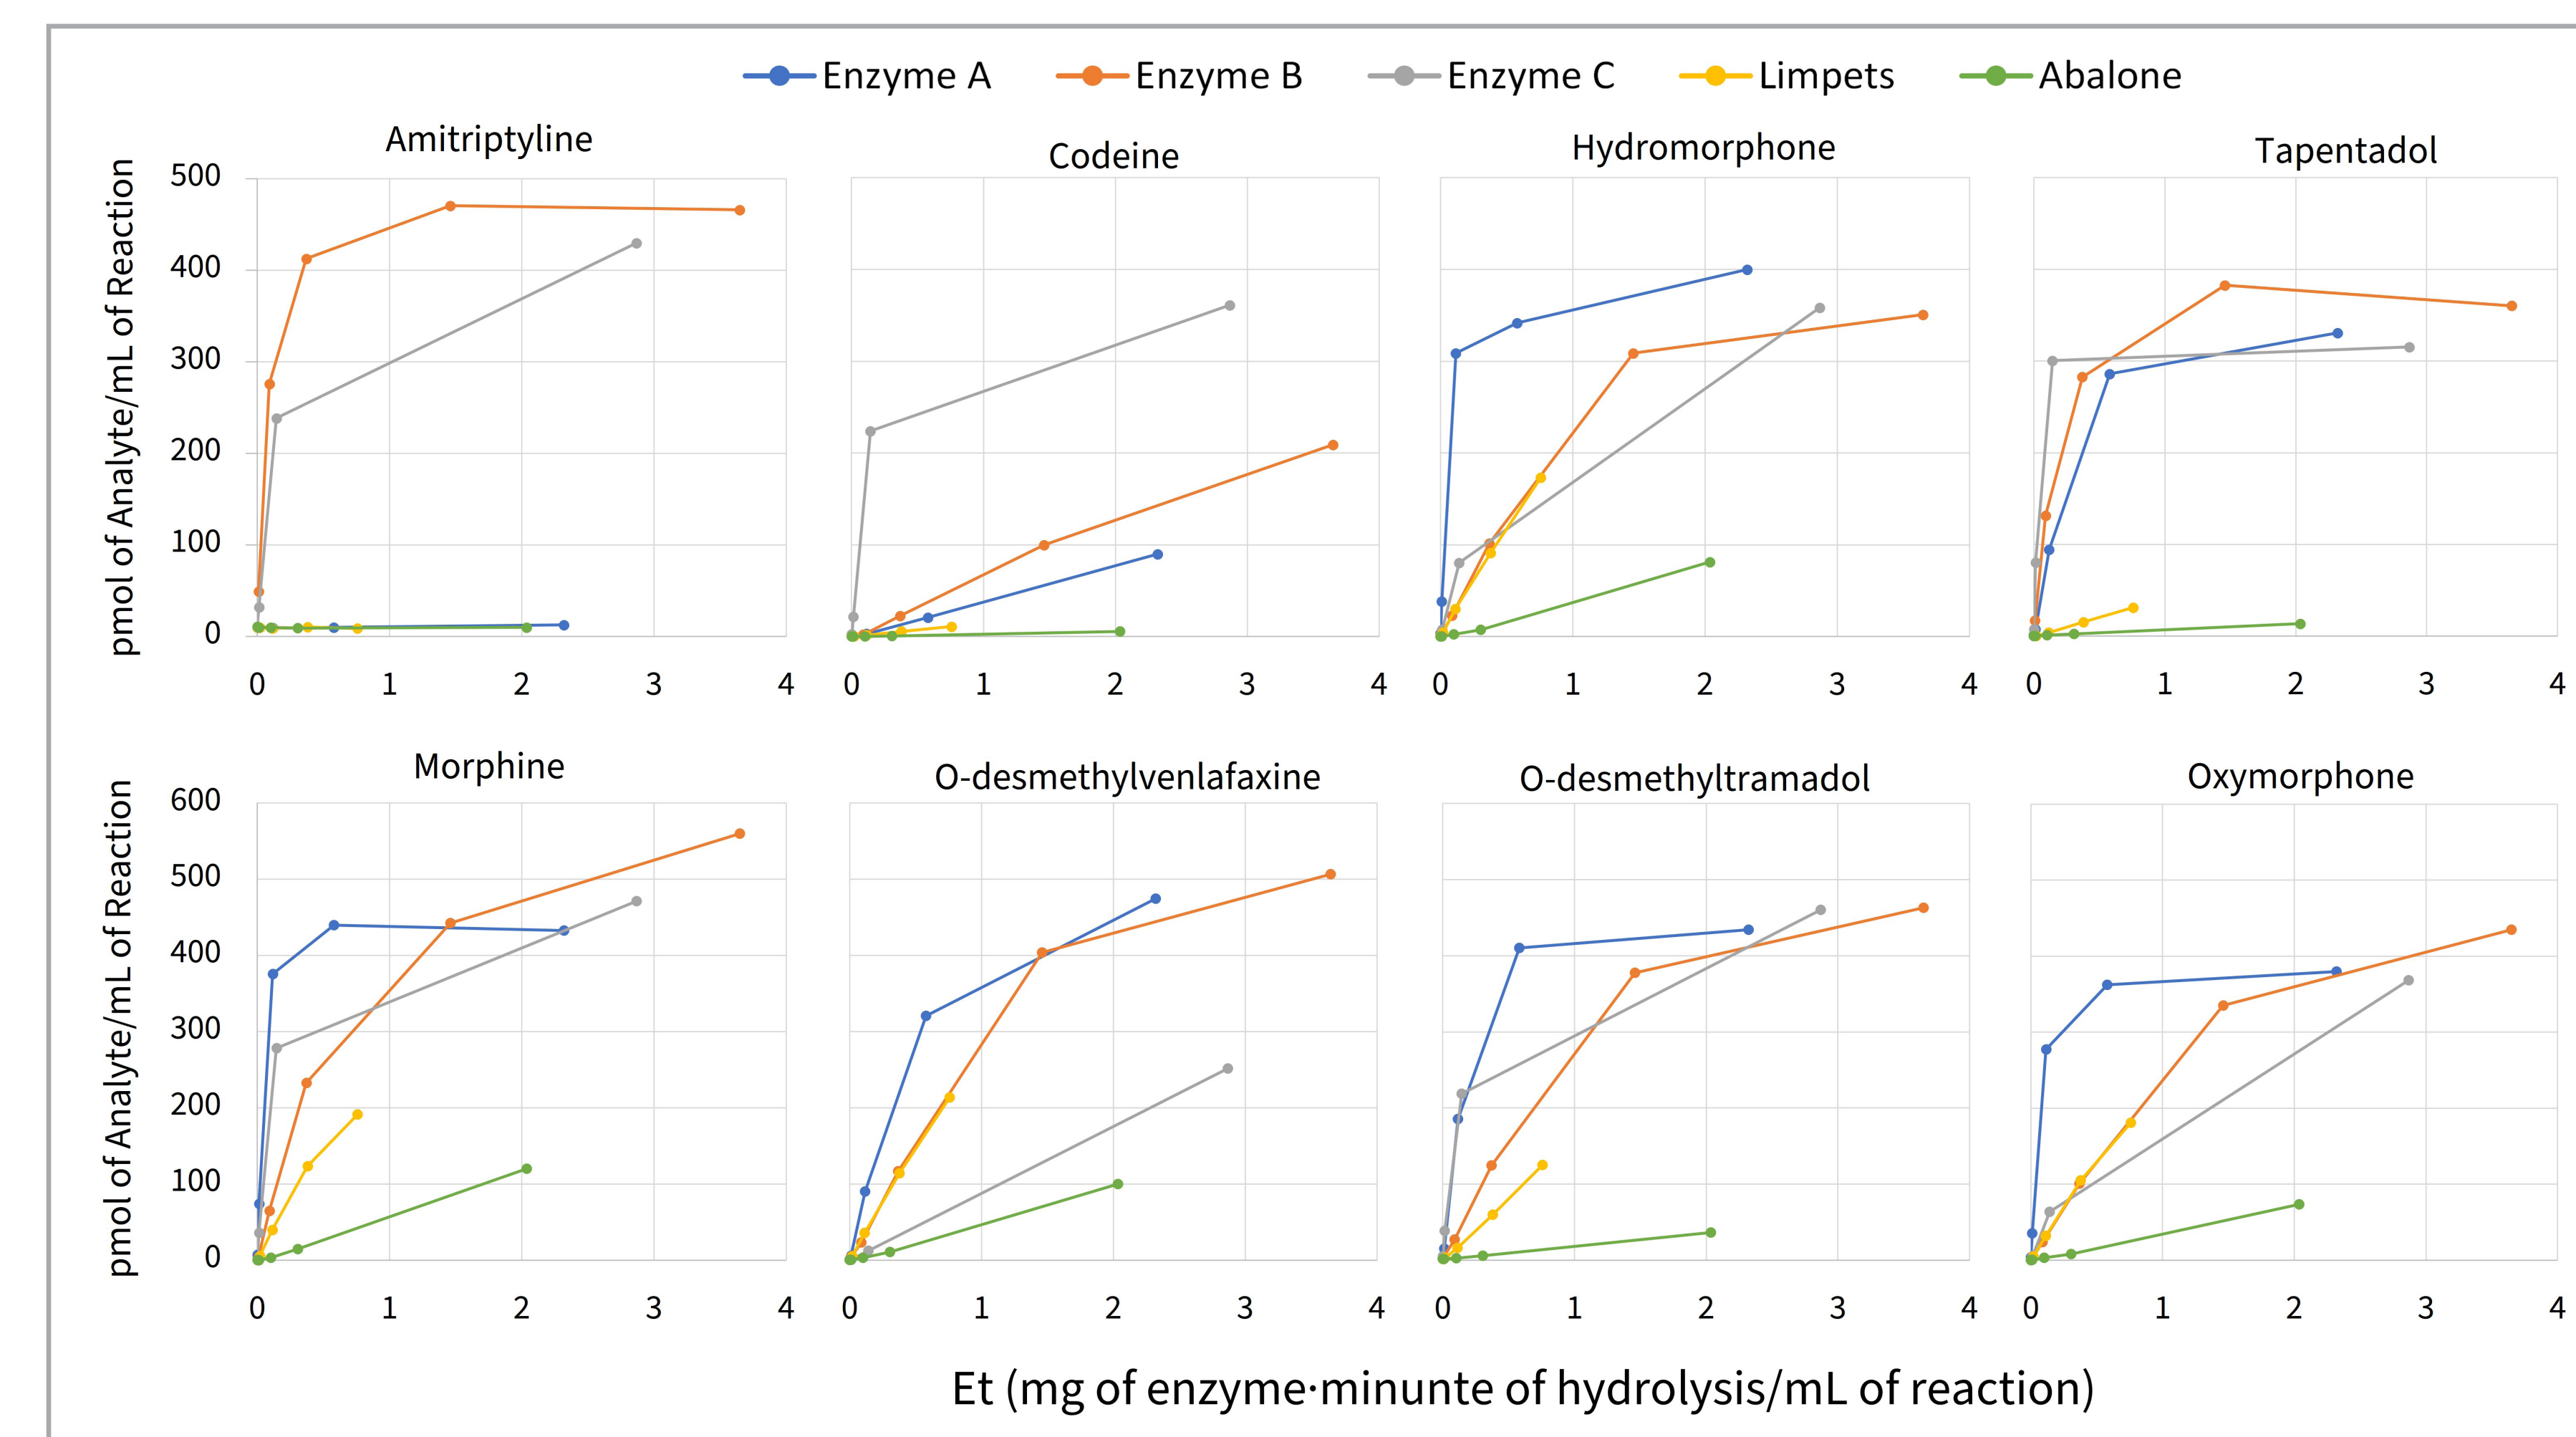 Enzyme A Enzyme B Enzyme C Limpets Abalone
Amitriptyline
Codeine
Hydromorphone
Tapentadol
pmol of Analyte/mL of Reaction
500
400
300
200
100
0
0 1 2 3 4
0 1 2 3 4
0 1 2 3 4
0 1 2 3 4
Morphine
O-desmethylvenlafaxine
O-desmethyltramadol
Oxymorphone
pmol of Analyte/mL of Reaction
600
500
400
300
200
100
0
0 1 2 3 4
0 1 2 3 4
0 1 2 3 4
0 1 2 3 4
Et (mg of enzyme·minunte of hydrolysis/mL of reaction)